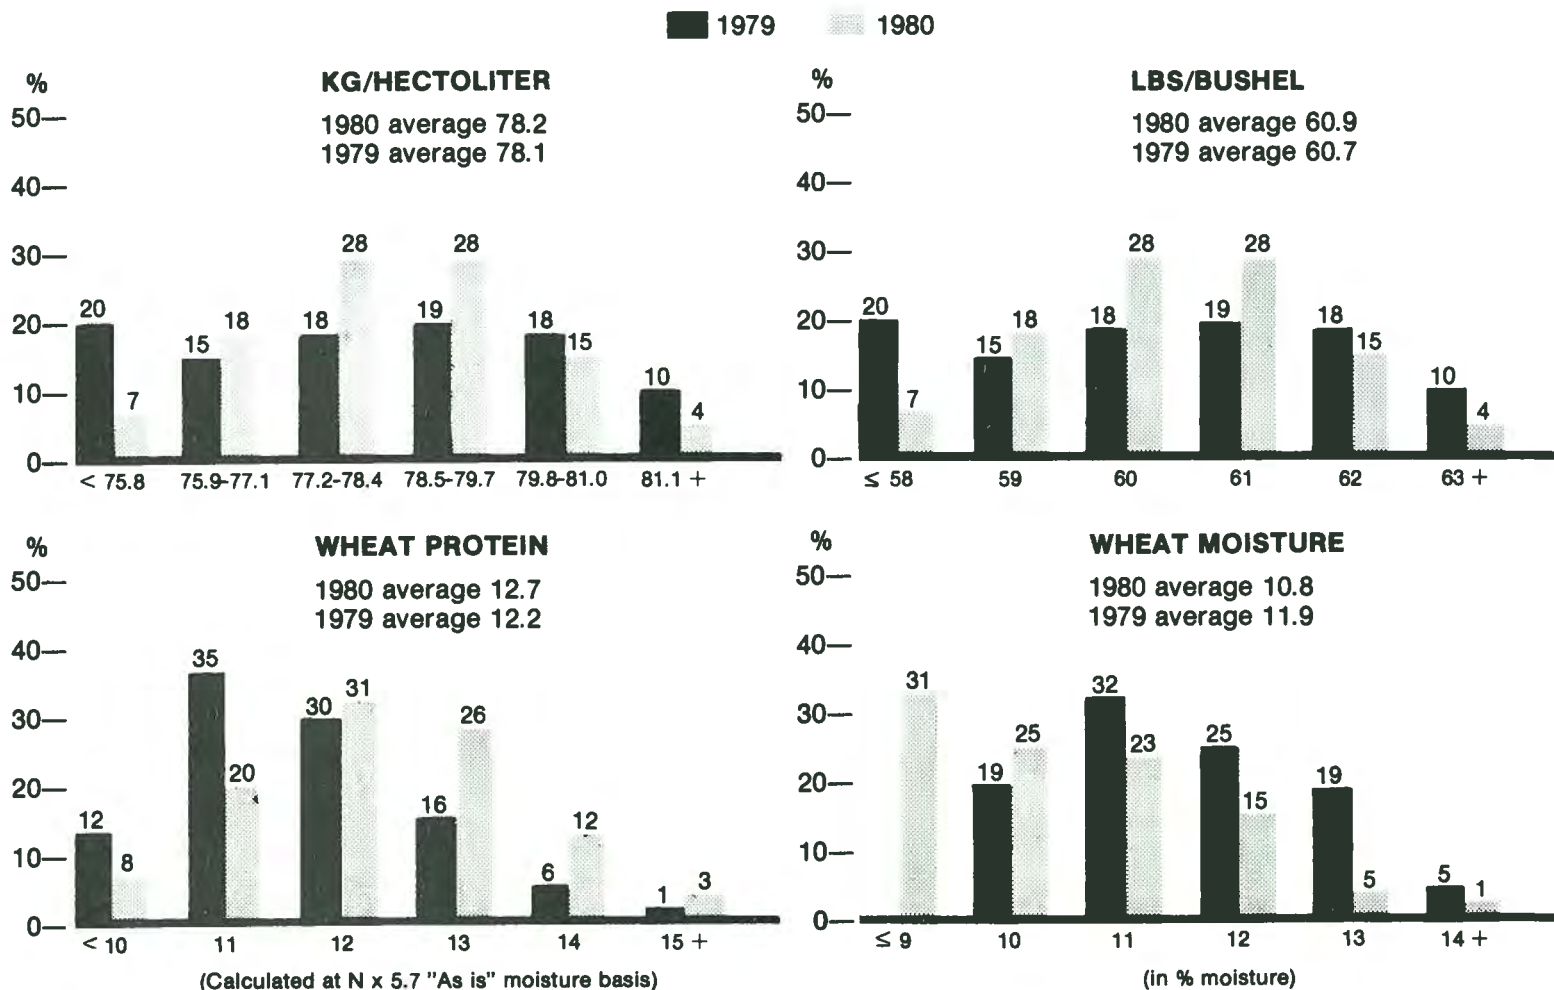 1979 1980
KG/HECTOLITER
%
1980 average 78.2
1979 average 78.1
50
40
30
20
10
0
20 7 15 18 18 28 19 28 18 15 10 4
< 75.8 75.9-77.1 77.2-78.4 78.5-79.7 79.8-81.0 81.1 +
LBS/BUSHEL
%
1980 average 60.9
1979 average 60.7
50
40
30
20
10
0
20 7 15 18 18 28 19 28 18 15 10 4
≤ 58 59 60 61 62 63 +
WHEAT PROTEIN
%
1980 average 12.7
1979 average 12.2
50
40
30
20
10
0
12 8 35 20 30 31 16 26 6 12 1 3
< 10 11 12 13 14 15 +
(Calculated at N x 5.7 "As is" moisture basis)
WHEAT MOISTURE
%
1980 average 10.8
1979 average 11.9
50
40
30
20
10
0
31 19 25 32 23 25 15 19 5 5 1
≤ 9 10 11 12 13 14 +
(in % moisture)